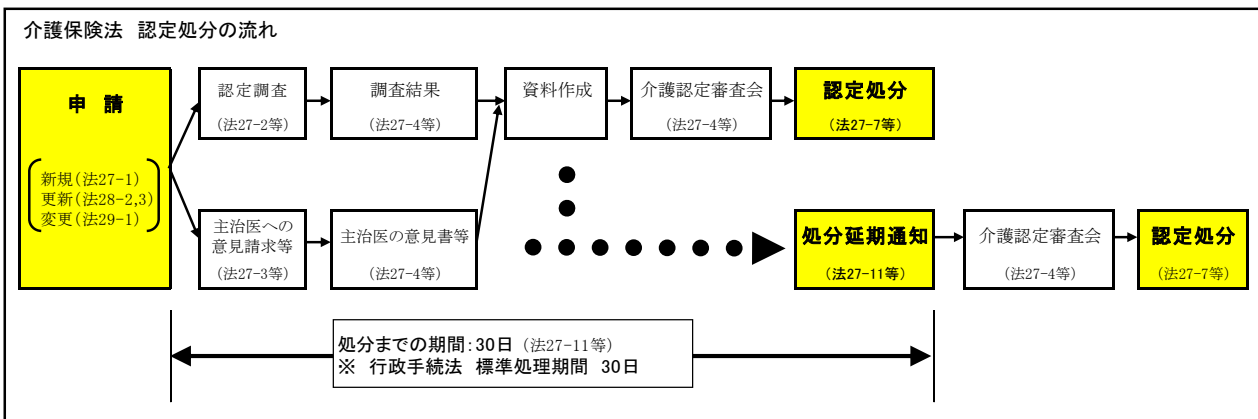 介護保険法 認定処分の流れ
申 請
新規(法27-1)
更新(法28-2,3)
変更(法29-1)
認定調査
(法27-2等)
調査結果
(法27-4等)
資料作成
介護認定審査会
(法27-4等)
認定処分
(法27-7等)
主治医への
意見請求等
(法27-3等)
主治医の意見書等
(法27-4等)
処分延期通知
(法27-11等)
介護認定審査会
(法27-4等)
認定処分
(法27-7等)
処分までの期間:30日 (法27-11等)
※ 行政手続法 標準処理期間 30日